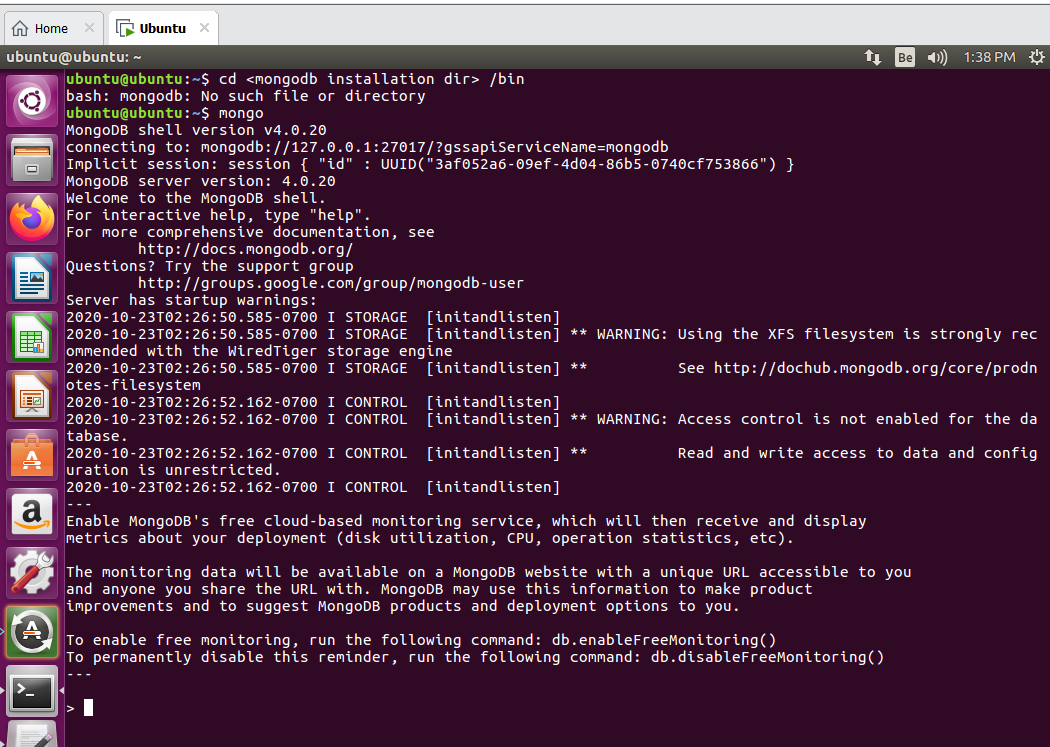 Home
Ubuntu
ubuntu@ubuntu: ~
Be
1:38 PM
ubuntu@ubuntu:~$ cd <mongodb installation dir> /bin
bash: mongodb: No such file or directory
ubuntu@ubuntu:~$ mongo
MongoDB shell version v4.0.20
connecting to: mongodb://127.0.0.1:27017/?gssapiServiceName=mongodb
Implicit session: session { "id" : UUID("3af052a6-09ef-4d04-86b5-0740cf753866") }
MongoDB server version: 4.0.20
Welcome to the MongoDB shell.
For interactive help, type "help".
For more comprehensive documentation, see
http://docs.mongodb.org/
Questions? Try the support group
http://groups.google.com/group/mongodb-user
Server has startup warnings:
2020-10-23T02:26:50.585-0700 I STORAGE  [initandlisten]
2020-10-23T02:26:50.585-0700 I STORAGE  [initandlisten] ** WARNING: Using the XFS filesystem is strongly rec
ommended with the WiredTiger storage engine
2020-10-23T02:26:50.585-0700 I STORAGE  [initandlisten] **          See http://dochub.mongodb.org/core/prodn
otes-filesystem
2020-10-23T02:26:52.162-0700 I CONTROL  [initandlisten]
2020-10-23T02:26:52.162-0700 I CONTROL  [initandlisten] ** WARNING: Access control is not enabled for the da
tabase.
2020-10-23T02:26:52.162-0700 I CONTROL  [initandlisten] **          Read and write access to data and config
uration is unrestricted.
2020-10-23T02:26:52.162-0700 I CONTROL  [initandlisten]
---
Enable MongoDB's free cloud-based monitoring service, which will then receive and display
metrics about your deployment (disk utilization, CPU, operation statistics, etc).
The monitoring data will be available on a MongoDB website with a unique URL accessible to you
and anyone you share the URL with. MongoDB may use this information to make product
improvements and to suggest MongoDB products and deployment options to you.
To enable free monitoring, run the following command: db.enableFreeMonitoring()
To permanently disable this reminder, run the following command: db.disableFreeMonitoring()
---
>